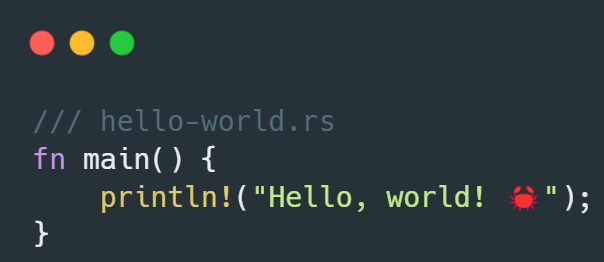 /// hello-world.rs
fn main() {
    println!("Hello, world! 🦀");
}